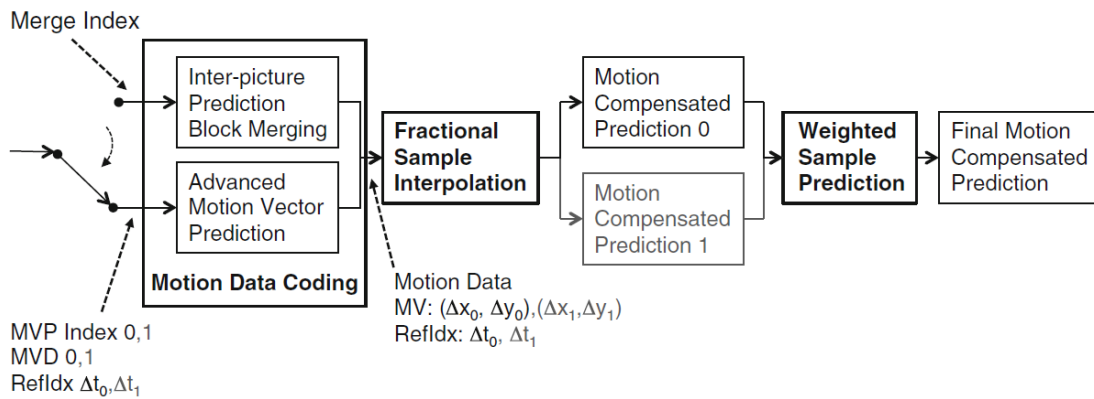 Merge Index
Inter-picture
Prediction
Block Merging
Advanced
Motion Vector
Prediction
Motion Data Coding
MVP Index 0,1
MVD 0,1
RefIdx Δt₀,Δt₁
Fractional
Sample
Interpolation
Motion Data
MV: (Δx₀, Δy₀),(Δx₁,Δy₁)
RefIdx: Δt₀, Δt₁
Motion
Compensated
Prediction 0
Motion
Compensated
Prediction 1
Weighted
Sample
Prediction
Final Motion
Compensated
Prediction